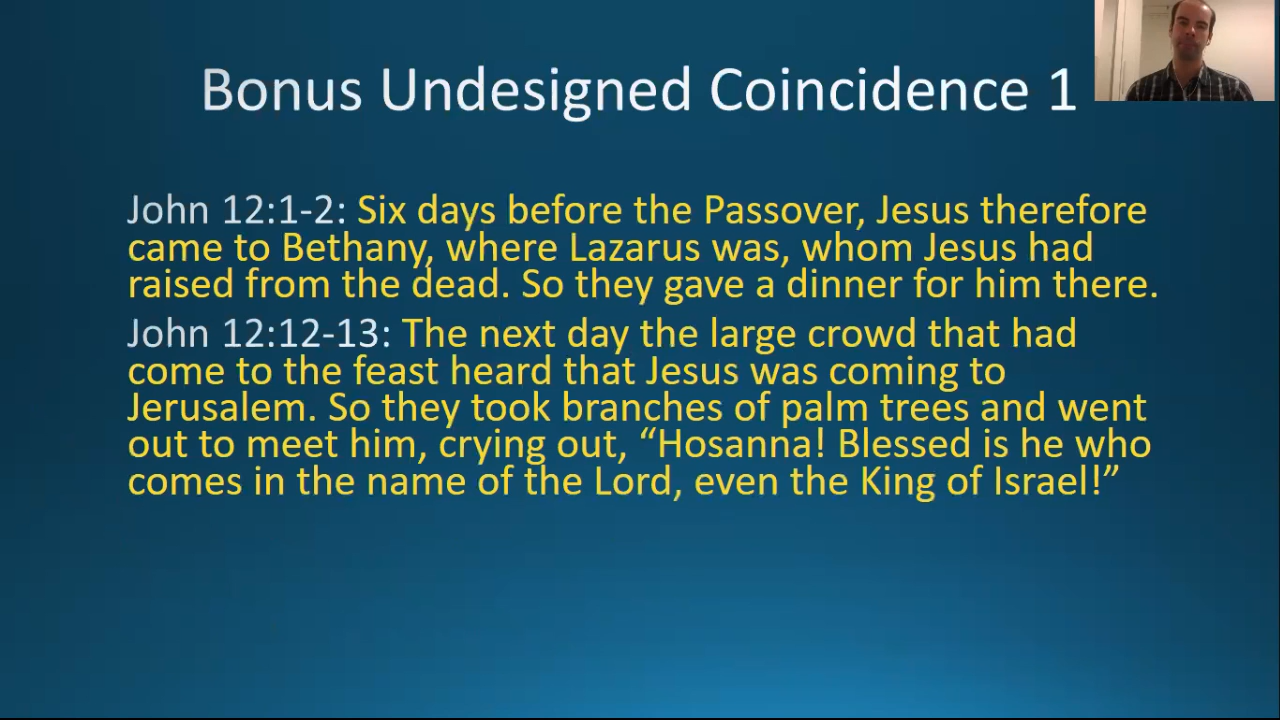 Bonus Undesigned Coincidence 1
John 12:1-2: Six days before the Passover, Jesus therefore
came to Bethany, where Lazarus was, whom Jesus had
raised from the dead. So they gave a dinner for him there.
John 12:12-13: The next day the large crowd that had
come to the feast heard that Jesus was coming to
Jerusalem. So they took branches of palm trees and went
out to meet him, crying out, “Hosanna! Blessed is he who
comes in the name of the Lord, even the King of Israel!”